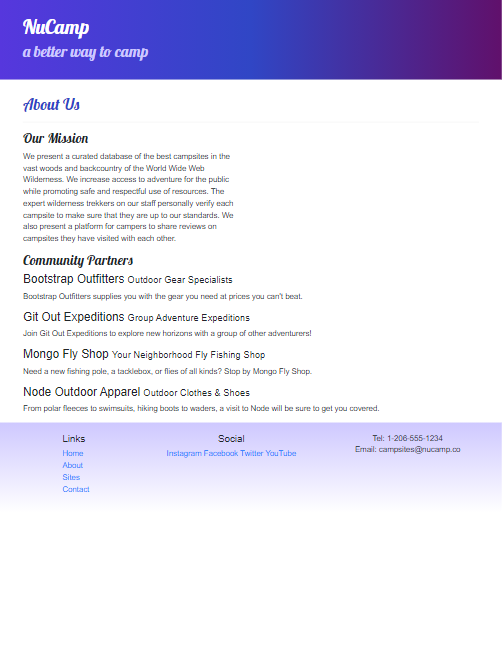 NuCamp
a better way to camp
About Us
Our Mission
We present a curated database of the best campsites in the
vast woods and backcountry of the World Wide Web
Wilderness. We increase access to adventure for the public
while promoting safe and respectful use of resources. The
expert wilderness trekkers on our staff personally verify each
campsite to make sure that they are up to our standards. We
also present a platform for campers to share reviews on
campsites they have visited with each other.
Community Partners
Bootstrap Outfitters Outdoor Gear Specialists
Bootstrap Outfitters supplies you with the gear you need at prices you can't beat.
Git Out Expeditions Group Adventure Expeditions
Join Git Out Expeditions to explore new horizons with a group of other adventurers!
Mongo Fly Shop Your Neighborhood Fly Fishing Shop
Need a new fishing pole, a tacklebox, or flies of all kinds? Stop by Mongo Fly Shop.
Node Outdoor Apparel Outdoor Clothes & Shoes
From polar fleeces to swimsuits, hiking boots to waders, a visit to Node will be sure to get you covered.
Links
Home
About
Sites
Contact
Social
Instagram Facebook Twitter YouTube
Tel: 1-206-555-1234
Email: campsites@nucamp.co